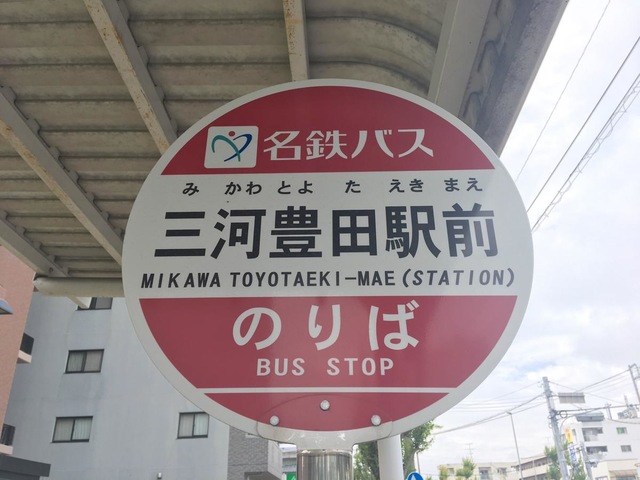 名鉄バス
み かわ とよ た えき まえ
三河豊田駅前
MIKAWA TOYOTAEKI-MAE (STATION)
のりば
BUS STOP